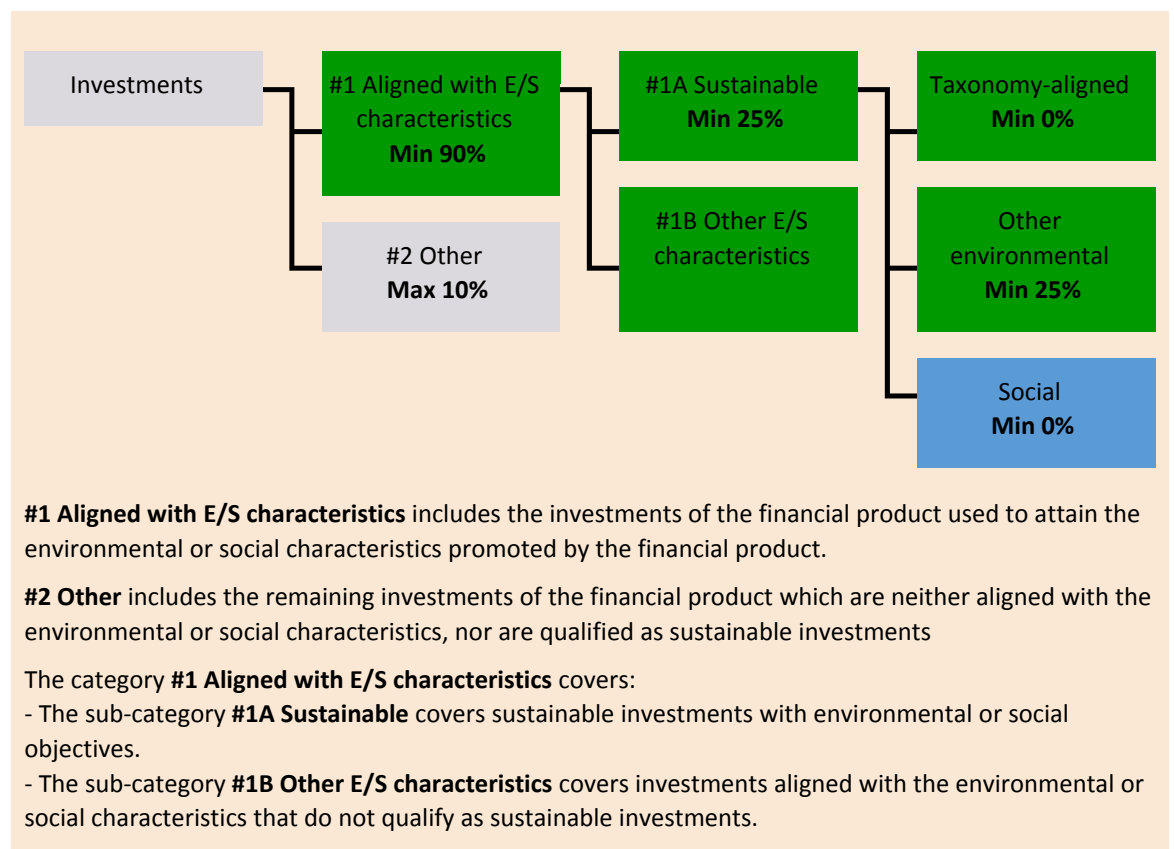 Investments
#1 Aligned with E/S
characteristics
Min 90%
#2 Other
Max 10%
#1A Sustainable
Min 25%
#1B Other E/S
characteristics
Taxonomy-aligned
Min 0%
Other
environmental
Min 25%
Social
Min 0%
#1 Aligned with E/S characteristics includes the investments of the financial product used to attain the
environmental or social characteristics promoted by the financial product.
#2 Other includes the remaining investments of the financial product which are neither aligned with the
environmental or social characteristics, nor are qualified as sustainable investments
The category #1 Aligned with E/S characteristics covers:
- The sub-category #1A Sustainable covers sustainable investments with environmental or social
objectives.
- The sub-category #1B Other E/S characteristics covers investments aligned with the environmental or
social characteristics that do not qualify as sustainable investments.